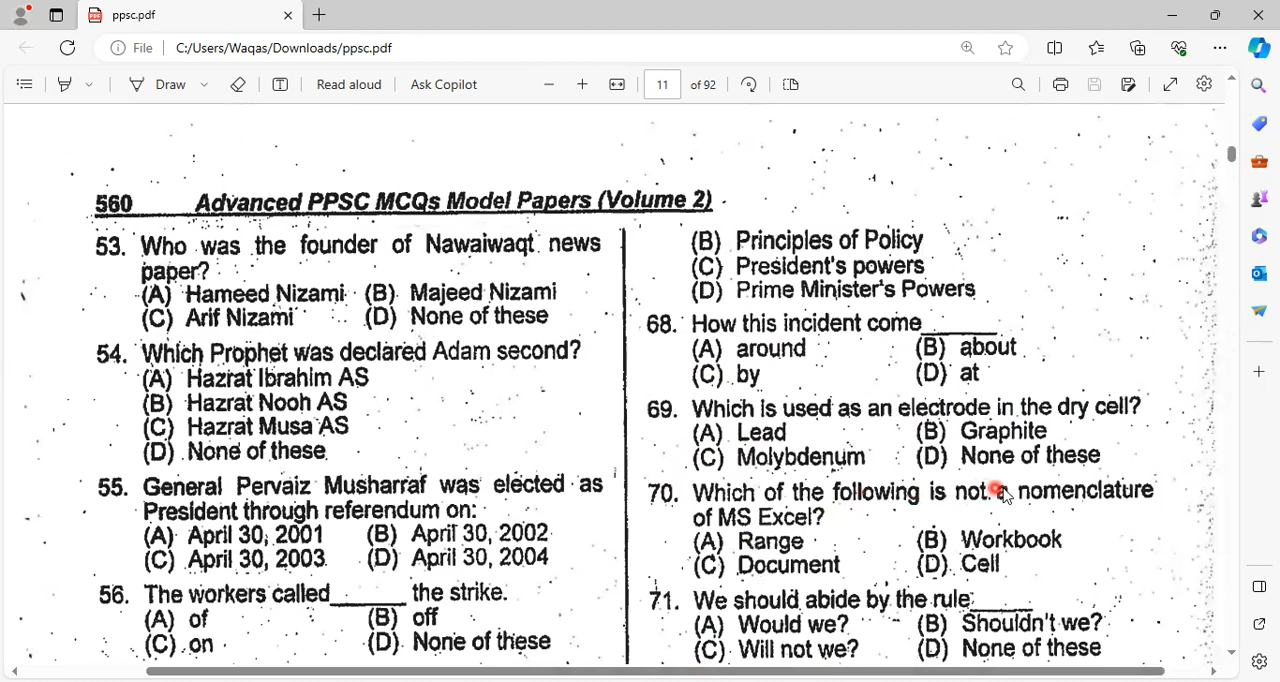 ppsc.pdf
File C:/Users/Waqas/Downloads/ppsc.pdf
Draw Read aloud Ask Copilot 11 of 92
560 Advanced PPSC MCQs Model Papers (Volume 2)
53. Who was the founder of Nawaiwaqt news
paper?
(A) Hameed Nizami (B) Majeed Nizami
(C) Arif Nizami (D) None of these
54. Which Prophet was declared Adam second?
(A) Hazrat Ibrahim AS
(B) Hazrat Nooh AS
(C) Hazrat Musa AS
(D) None of these
55. General Pervaiz Musharraf was elected as
President through referendum on:
(A) April 30, 2001 (B) April 30, 2002
(C) April 30, 2003 (D) April 30, 2004
56. The workers called______ the strike.
(A) of (B) off
(C) on (D) None of these
(B) Principles of Policy
(C) President's powers
(D) Prime Minister's Powers
68. How this incident come______
(A) around (B) about
(C) by (D) at
69. Which is used as an electrode in the dry cell?
(A) Lead (B) Graphite
(C) Molybdenum (D) None of these
70. Which of the following is not a nomenclature
of MS Excel?
(A) Range (B) Workbook
(C) Document (D) Cell
71. We should abide by the rule_____
(A) Would we? (B) Shouldn't we?
(C) Will not we? (D) None of these